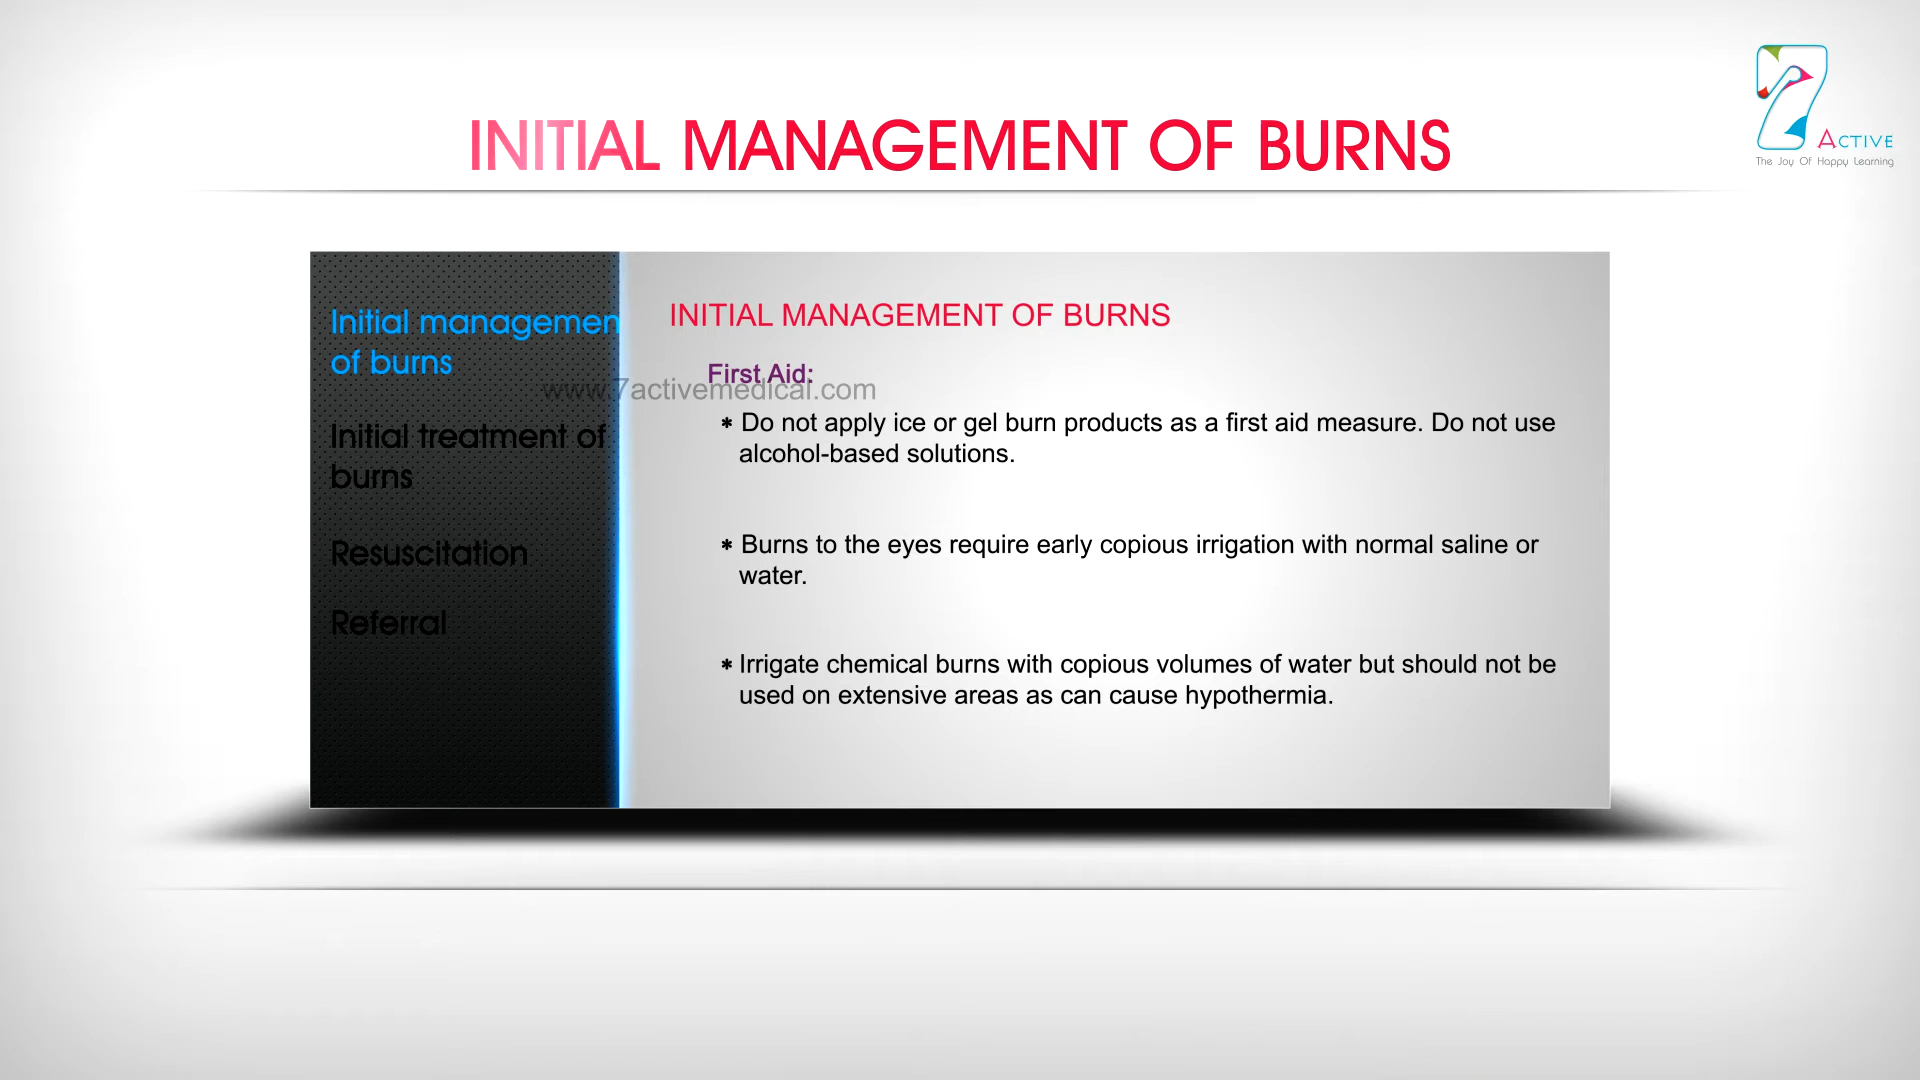 INITIAL MANAGEMENT OF BURNS
7
ACTIVE
The Joy Of Happy Learning
Initial managemen
of burns
Initial treatment of
burns
Resuscitation
Referral
INITIAL MANAGEMENT OF BURNS
First Aid:
www.7activemedical.com
* Do not apply ice or gel burn products as a first aid measure. Do not use
alcohol-based solutions.
* Burns to the eyes require early copious irrigation with normal saline or
water.
* Irrigate chemical burns with copious volumes of water but should not be
used on extensive areas as can cause hypothermia.